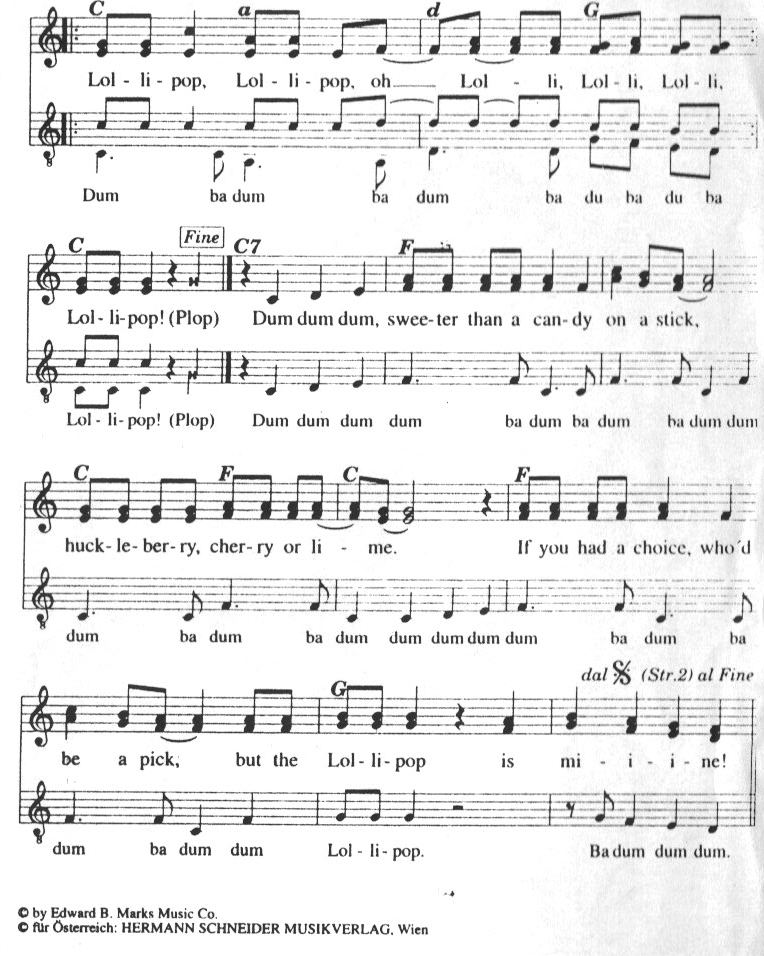 C a d G
Lol - li - pop, Lol - li - pop, oh Lol - li, Lol - li, Lol - li,
8
Dum ba dum ba dum ba du ba du ba
C Fine C7 F
Lol - li - pop! (Plop) Dum dum dum, swee-ter than a can-dy on a stick,
8
Lol - li- pop! (Plop) Dum dum dum dum ba dum ba dum ba dum dum
C F C F
huck-le-ber-ry, cher-ry or li - me. If you had a choice, who´d
8
dum ba dum ba dum dum dum dum dum ba dum ba
dal (Str.2) al Fine
G
be a pick, but the Lol-li-pop is mi - i - i - ne!
8
dum ba dum dum Lol - li - pop. Ba dum dum dum.
© by Edward B. Marks Music Co.
© für Österreich: HERMANN SCHNEIDER MUSIKVERLAG, Wien